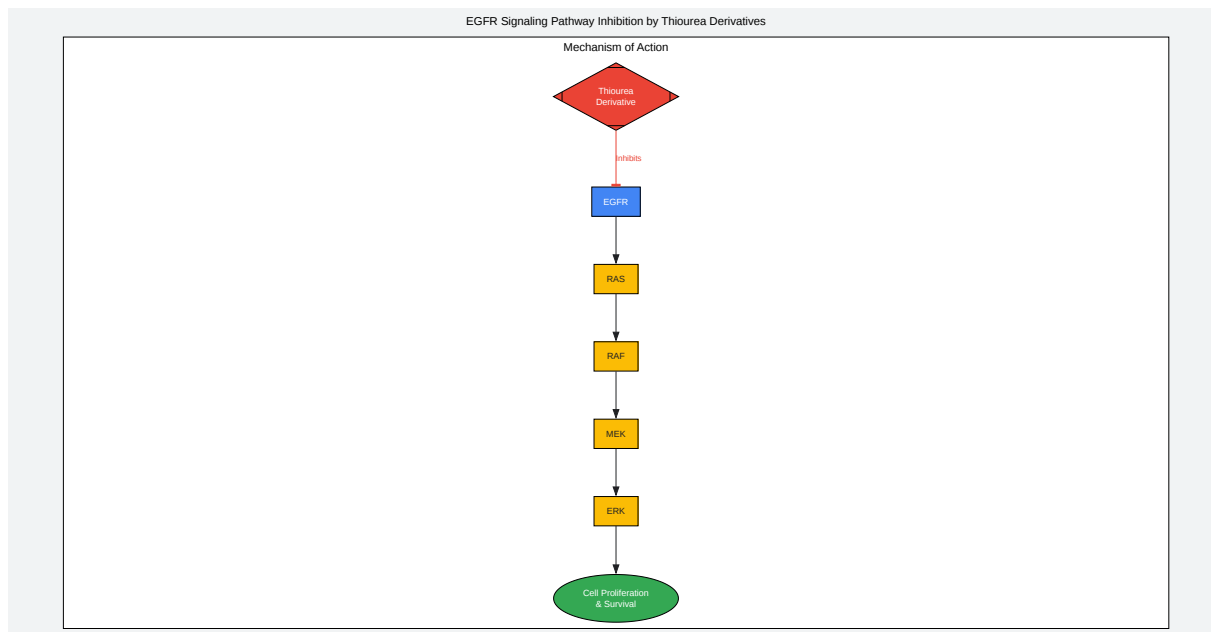 EGFR Signaling Pathway Inhibition by Thiourea Derivatives
Mechanism of Action
Thiourea
Derivative
Inhibits
EGFR
RAS
RAF
MEK
ERK
Cell Proliferation
& Survival